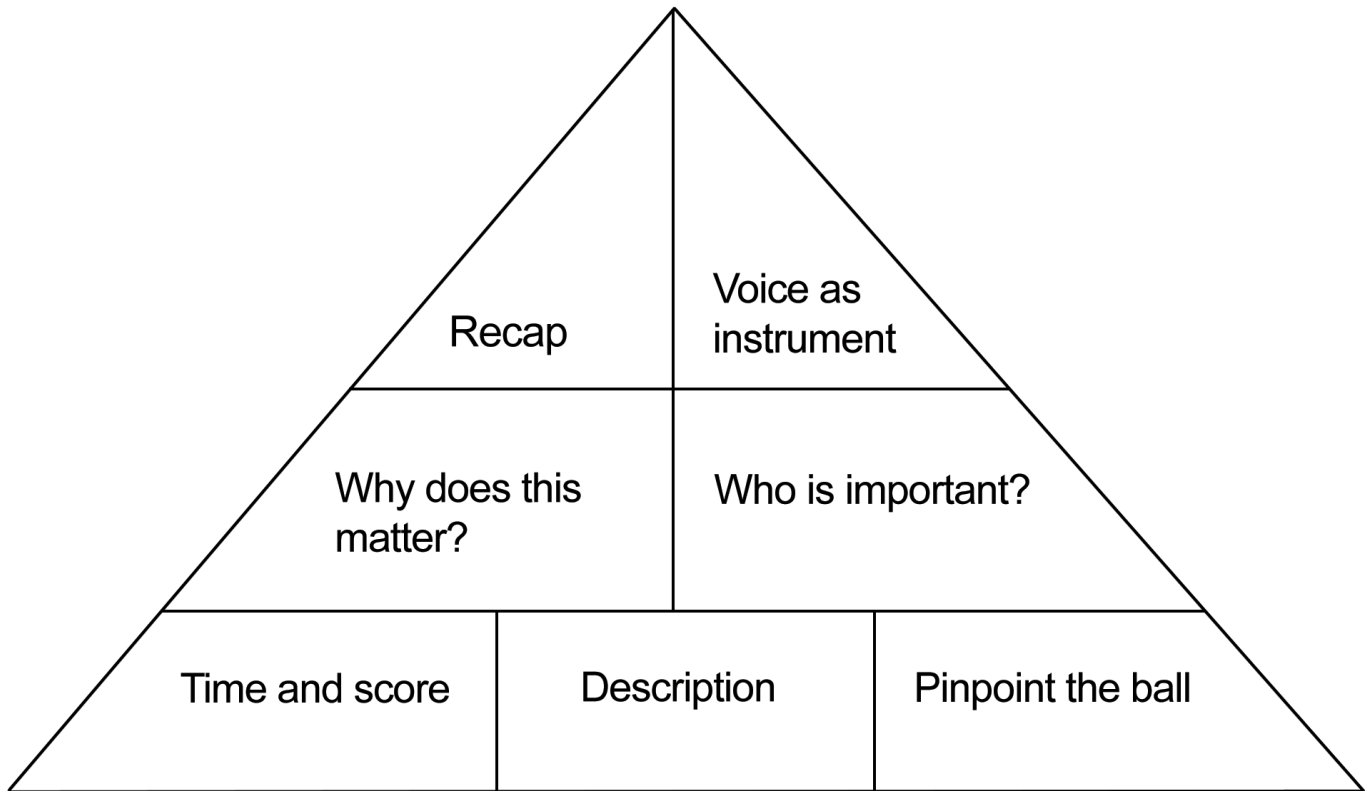 Recap
Voice as
instrument
Why does this
matter?
Who is important?
Time and score
Description
Pinpoint the ball